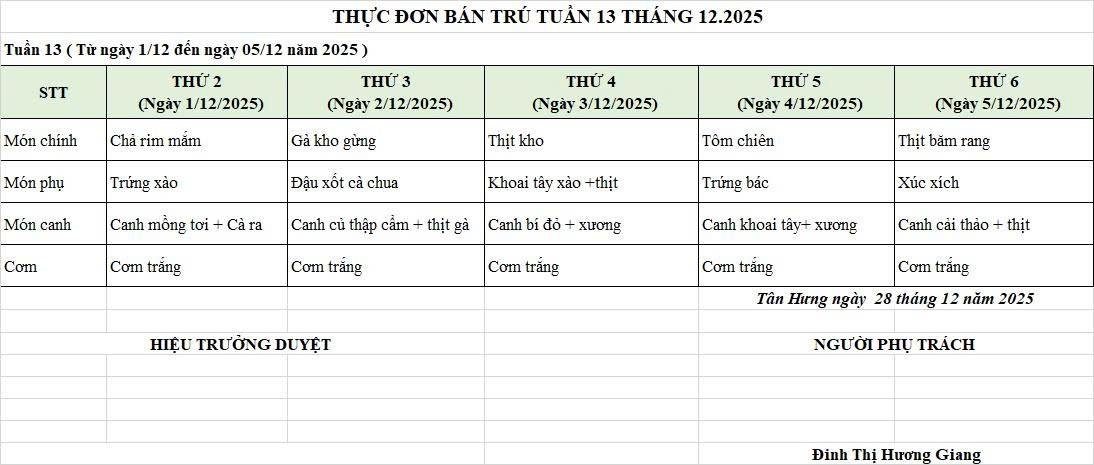 THỰC ĐƠN BÁN TRÚ TUẦN 13 THÁNG 12.2025
Tuần 13 ( Từ ngày 1/12 đến ngày 05/12 năm 2025 )
STT THỨ 2 (Ngày 1/12/2025) THỨ 3 (Ngày 2/12/2025) THỨ 4 (Ngày 3/12/2025) THỨ 5 (Ngày 4/12/2025) THỨ 6 (Ngày 5/12/2025)
Món chính Chả rim mắm Gà kho gừng Thịt kho Tôm chiên Thịt băm rang
Món phụ Trứng xào Đậu xốt cà chua Khoai tây xào +thịt Trứng bác Xúc xích
Món canh Canh mồng tơi + Cà ra Canh củ thập cẩm + thịt gà Canh bí đỏ + xương Canh khoai tây+ xương Canh cải thảo + thịt
Cơm Cơm trắng Cơm trắng Cơm trắng Cơm trắng Cơm trắng
Tân Hưng ngày 28 tháng 12 năm 2025
HIỆU TRƯỞNG DUYỆT NGƯỜI PHỤ TRÁCH
Đinh Thị Hương Giang